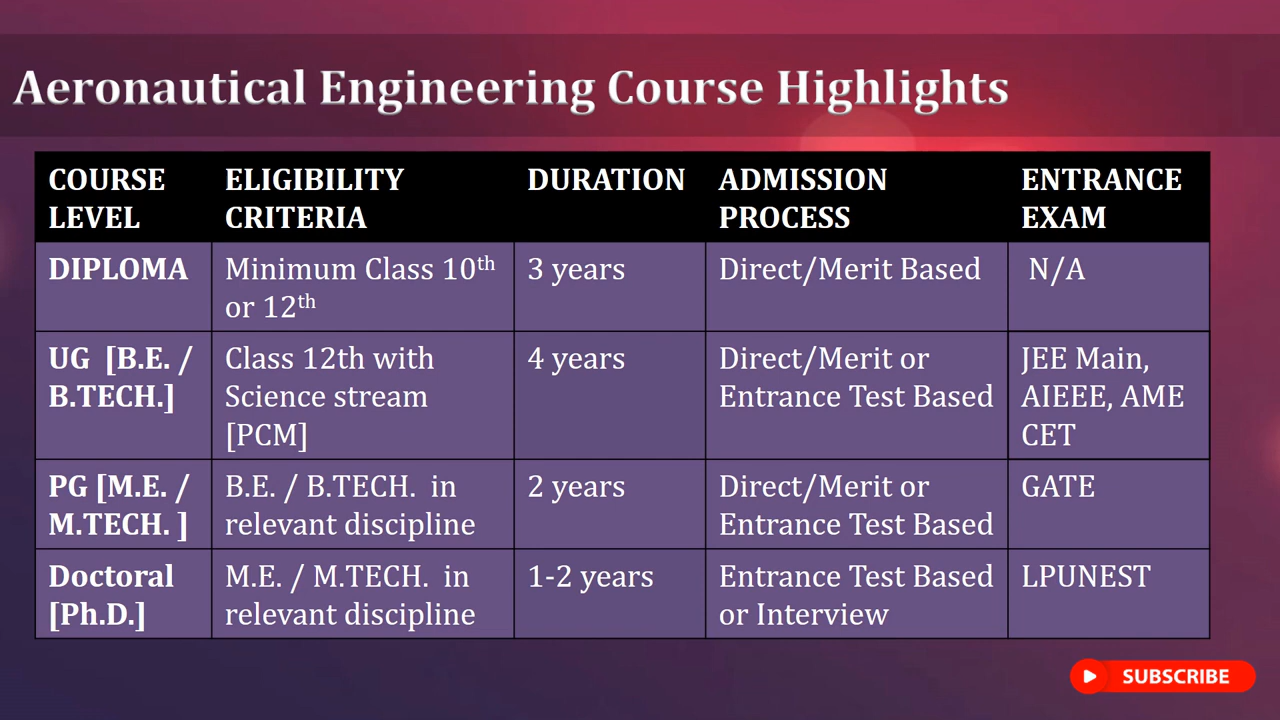 Aeronautical Engineering Course Highlights
COURSE LEVEL ELIGIBILITY CRITERIA DURATION ADMISSION PROCESS ENTRANCE EXAM
DIPLOMA Minimum Class 10th or 12th 3 years Direct/Merit Based N/A
UG [B.E. / B.TECH.] Class 12th with Science stream [PCM] 4 years Direct/Merit or Entrance Test Based JEE Main, AIEEE, AME CET
PG [M.E. / M.TECH. ] B.E. / B.TECH. in relevant discipline 2 years Direct/Merit or Entrance Test Based GATE
Doctoral [Ph.D.] M.E. / M.TECH. in relevant discipline 1-2 years Entrance Test Based or Interview LPUNEST
SUBSCRIBE